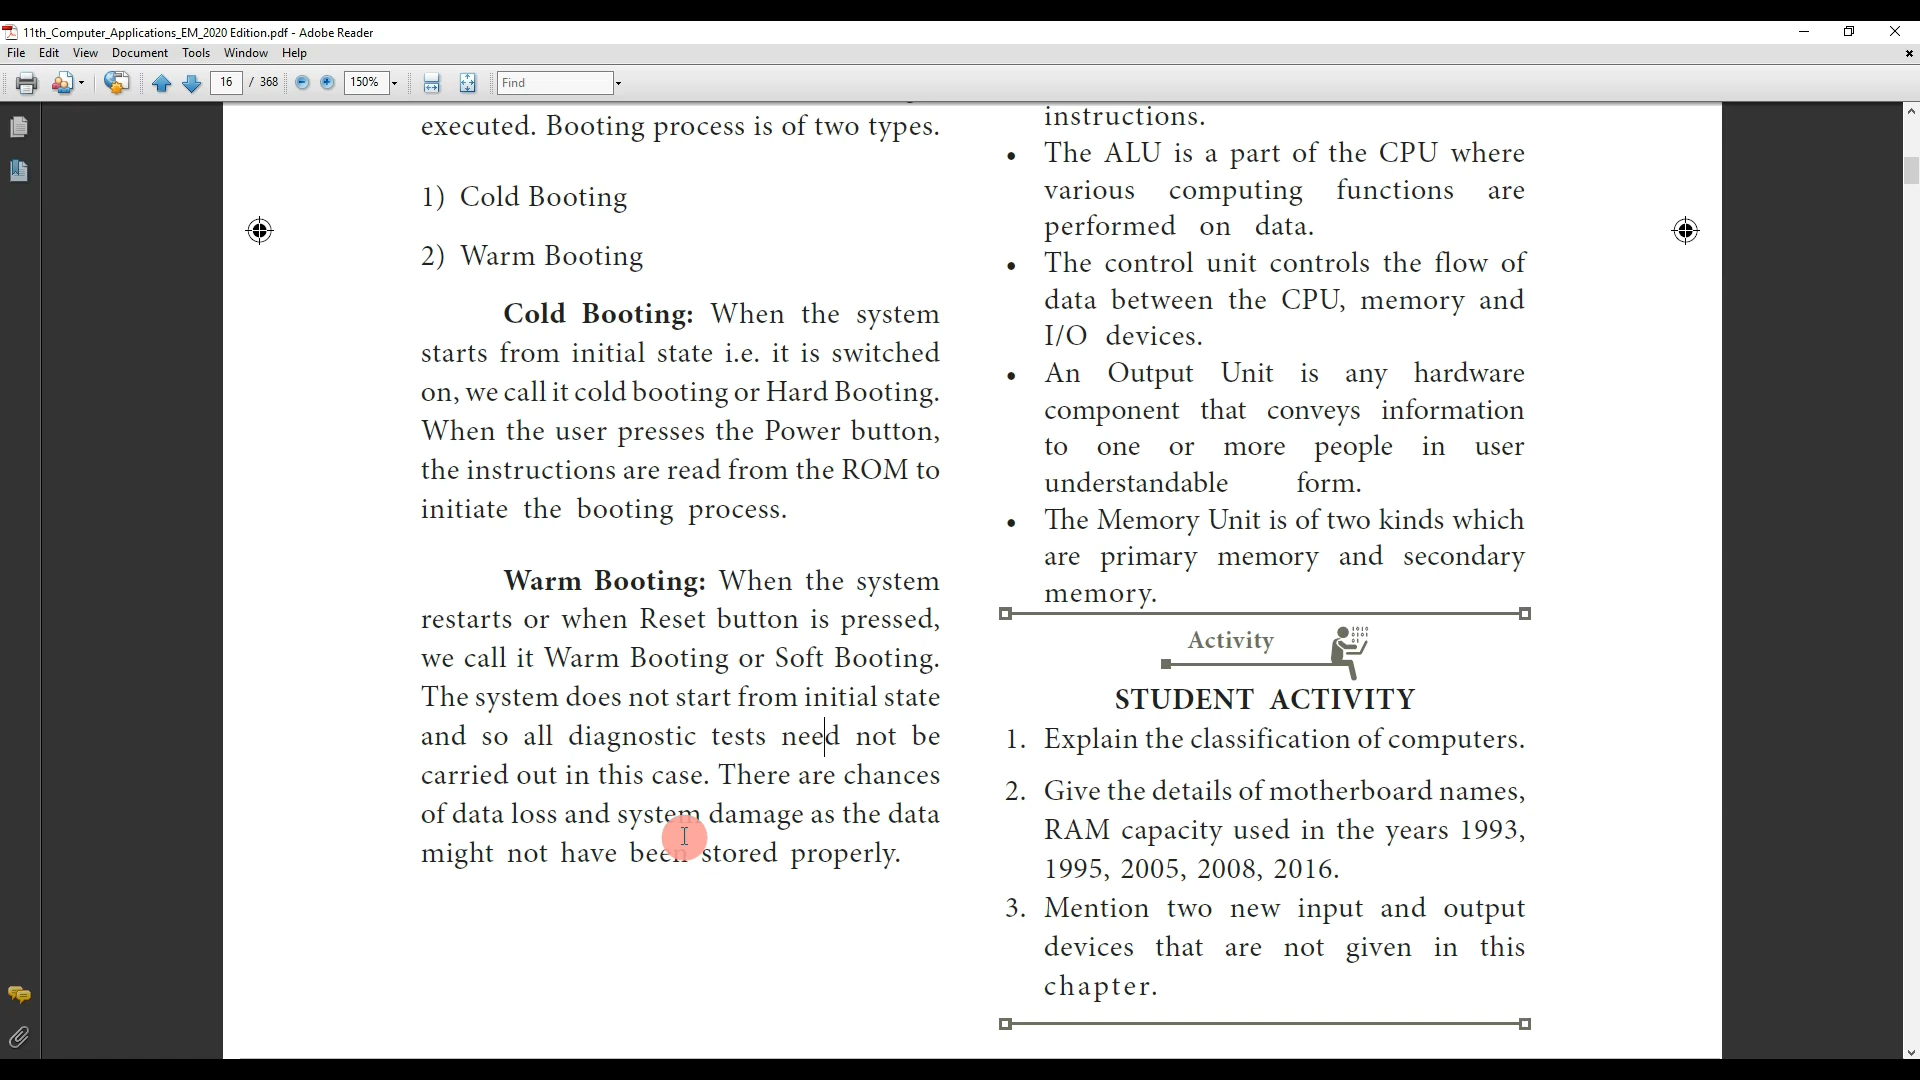 11th_Computer_Applications_EM_2020 Edition.pdf - Adobe Reader
File Edit View Document Tools Window Help
16 / 368 150% Find
executed. Booting process is of two types.
1) Cold Booting
2) Warm Booting
Cold Booting: When the system
starts from initial state i.e. it is switched
on, we call it cold booting or Hard Booting.
When the user presses the Power button,
the instructions are read from the ROM to
initiate the booting process.
Warm Booting: When the system
restarts or when Reset button is pressed,
we call it Warm Booting or Soft Booting.
The system does not start from initial state
and so all diagnostic tests need not be
carried out in this case. There are chances
of data loss and system damage as the data
might not have been stored properly.
instructions.
• The ALU is a part of the CPU where
various computing functions are
performed on data.
• The control unit controls the flow of
data between the CPU, memory and
I/O devices.
• An Output Unit is any hardware
component that conveys information
to one or more people in user
understandable form.
• The Memory Unit is of two kinds which
are primary memory and secondary
memory.
Activity
STUDENT ACTIVITY
1. Explain the classification of computers.
2. Give the details of motherboard names,
RAM capacity used in the years 1993,
1995, 2005, 2008, 2016.
3. Mention two new input and output
devices that are not given in this
chapter.